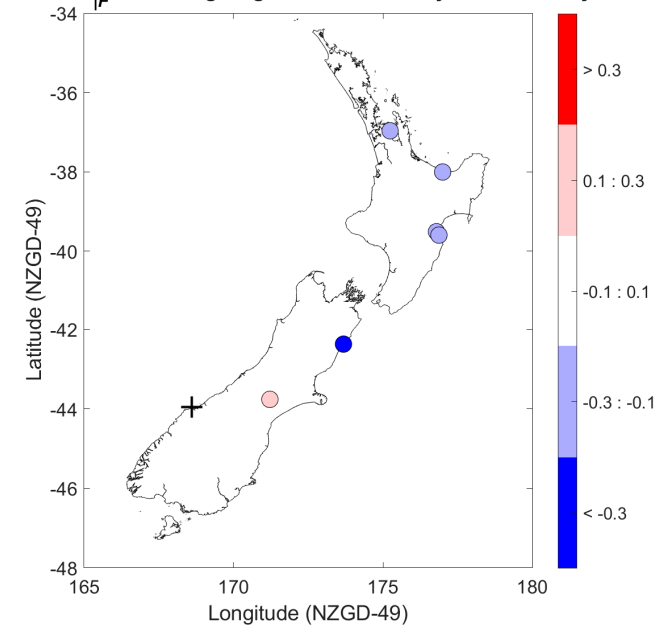 -34
-36
-38
-40
-42
-44
-46
-48
Latitude (NZGD-49)
165
170
175
180
Longitude (NZGD-49)
> 0.3
0.1 : 0.3
-0.1 : 0.1
-0.3 : -0.1
< -0.3